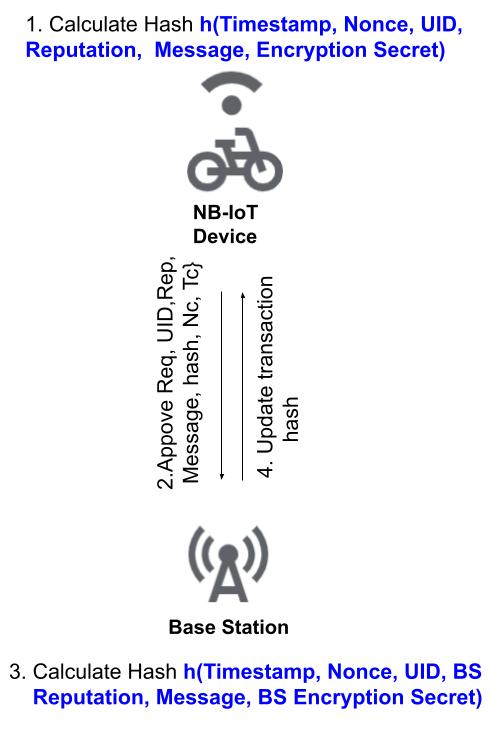 1. Calculate Hash h(Timestamp, Nonce, UID,
Reputation, Message, Encryption Secret)
NB-IoT
Device
2.Appove Req, UID,Rep,
Message, hash, Nc, Tc}
4. Update transaction
hash
Base Station
3. Calculate Hash h(Timestamp, Nonce, UID, BS
Reputation, Message, BS Encryption Secret)